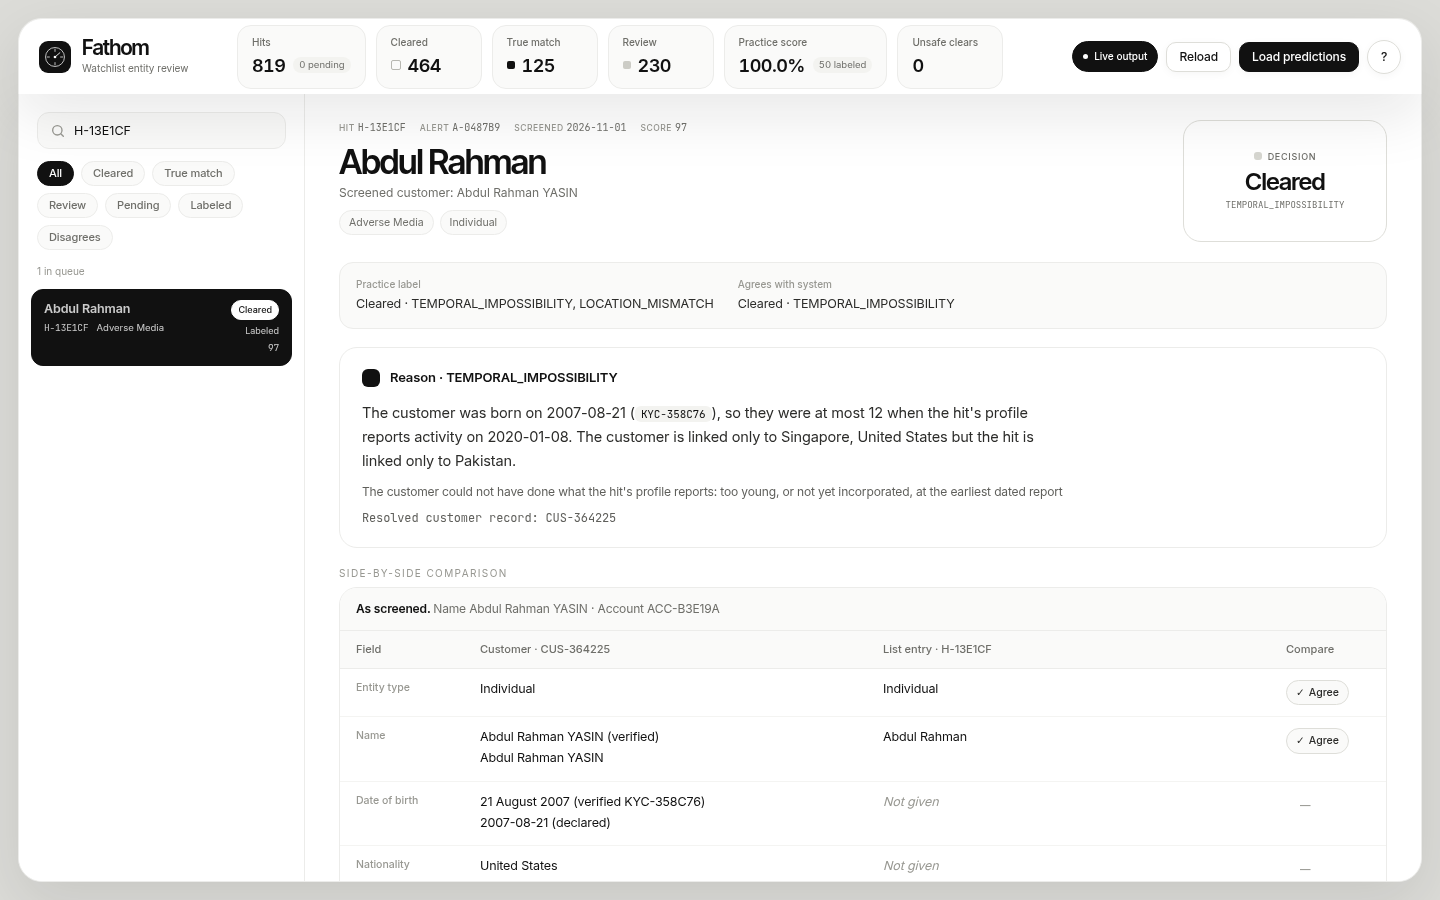 Fathom
Watchlist entity review
Hits
819 0 pending
Cleared
464
True match
125
Review
230
Practice score
100.0% 50 labeled
Unsafe clears
0
Live output
Reload
Load predictions
?
H-13E1CF
All
Cleared
True match
Review
Pending
Labeled
Disagrees
1 in queue
Abdul Rahman
Cleared
H-13E1CF Adverse Media
Labeled
97
HIT H-13E1CF ALERT A-0487B9 SCREENED 2026-11-01 SCORE 97
Abdul Rahman
Screened customer: Abdul Rahman YASIN
Adverse Media
Individual
DECISION
Cleared
TEMPORAL_IMPOSSIBILITY
Practice label
Cleared · TEMPORAL_IMPOSSIBILITY, LOCATION_MISMATCH
Agrees with system
Cleared · TEMPORAL_IMPOSSIBILITY
Reason · TEMPORAL_IMPOSSIBILITY
The customer was born on 2007-08-21 ( KYC-358C76 ), so they were at most 12 when the hit's profile
reports activity on 2020-01-08. The customer is linked only to Singapore, United States but the hit is
linked only to Pakistan.
The customer could not have done what the hit's profile reports: too young, or not yet incorporated, at the earliest dated report
Resolved customer record: CUS-364225
SIDE-BY-SIDE COMPARISON
As screened. Name Abdul Rahman YASIN · Account ACC-B3E19A
Field Customer · CUS-364225 List entry · H-13E1CF Compare
Entity type Individual Individual ✓ Agree
Name Abdul Rahman YASIN (verified) Abdul Rahman ✓ Agree
Abdul Rahman YASIN
Date of birth 21 August 2007 (verified KYC-358C76) Not given —
2007-08-21 (declared)
Nationality United States Not given —